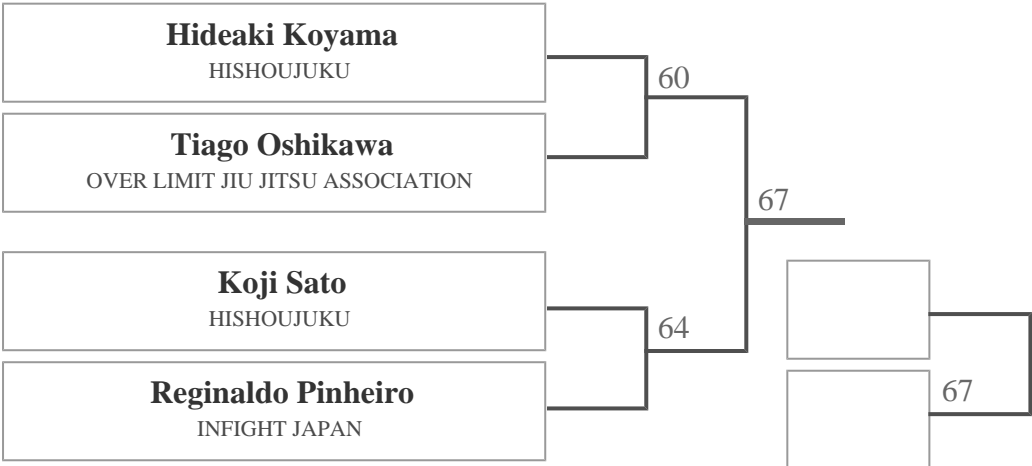 Hideaki Koyama
HISHOUJUKU
60
Tiago Oshikawa
OVER LIMIT JIU JITSU ASSOCIATION
67
Koji Sato
HISHOUJUKU
64
Reginaldo Pinheiro
INFIGHT JAPAN
67